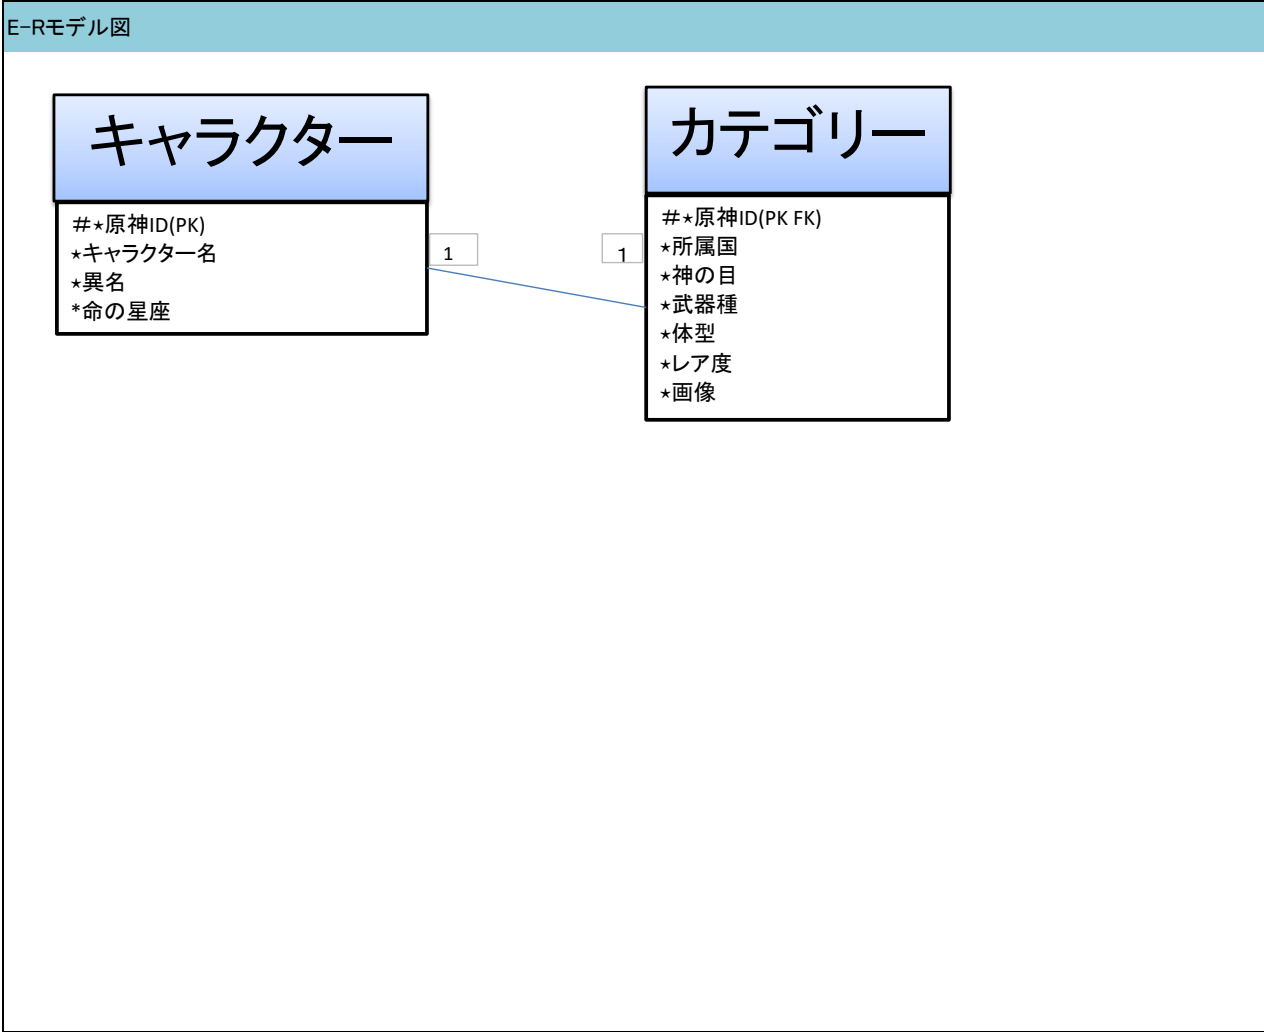 E-Rモデル図
キャラクター
#⋆原神ID(PK)
⋆キャラクター名
⋆異名
*命の星座
1
1
カテゴリー
#⋆原神ID(PK FK)
⋆所属国
⋆神の目
⋆武器種
⋆体型
⋆レア度
⋆画像